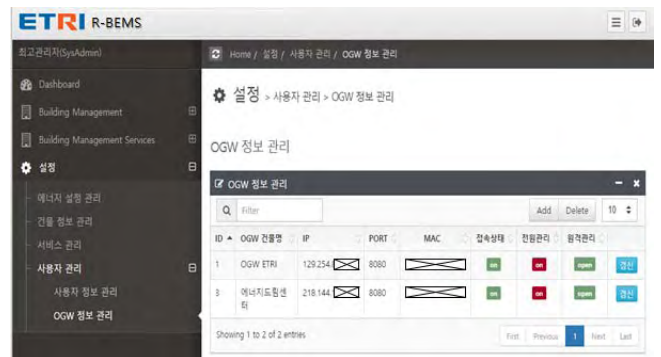 ETRI R-BEMS
최고관리자(SysAdmin)
Home / 설정 / 사용자 관리 / OGW 정보 관리
Dashboard
Building Management
Building Management Services
설정
에너지 설정 관리
건물 정보 관리
서비스 관리
사용자 관리
사용자 정보 관리
OGW 정보 관리
설정 > 사용자 관리 > OGW 정보 관리
OGW 정보 관리
OGW 정보 관리
Filter
Add Delete 10
ID OGW 건물명 IP PORT MAC 접속상태 전원관리 원격관리
1 OGW ETRI 129.254. 8080 on on open 갱신
3 에너지드림센터 218.144. 8080 on on open 갱신
Showing 1 to 2 of 2 entries
First Previous 1 Next Last